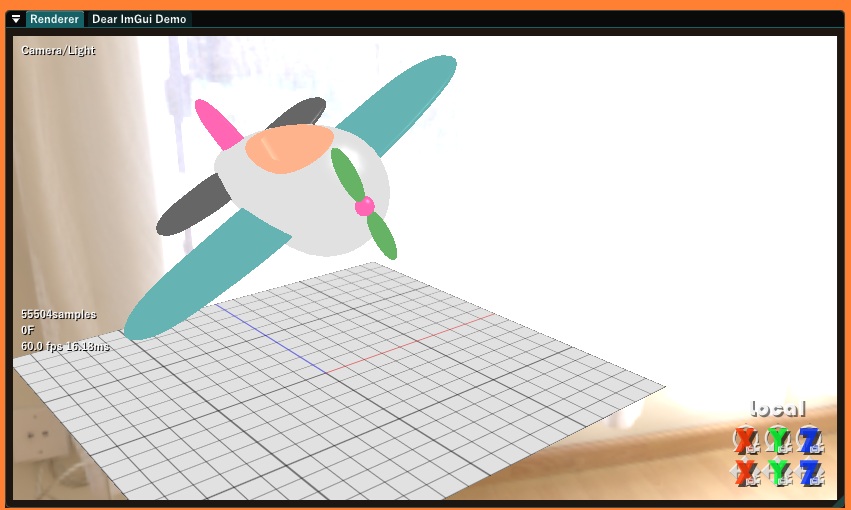 Renderer Dear ImGui Demo
Camera/Light
55504samples
0F
60.0 fps 16.18ms
local
X Y Z
X Y Z